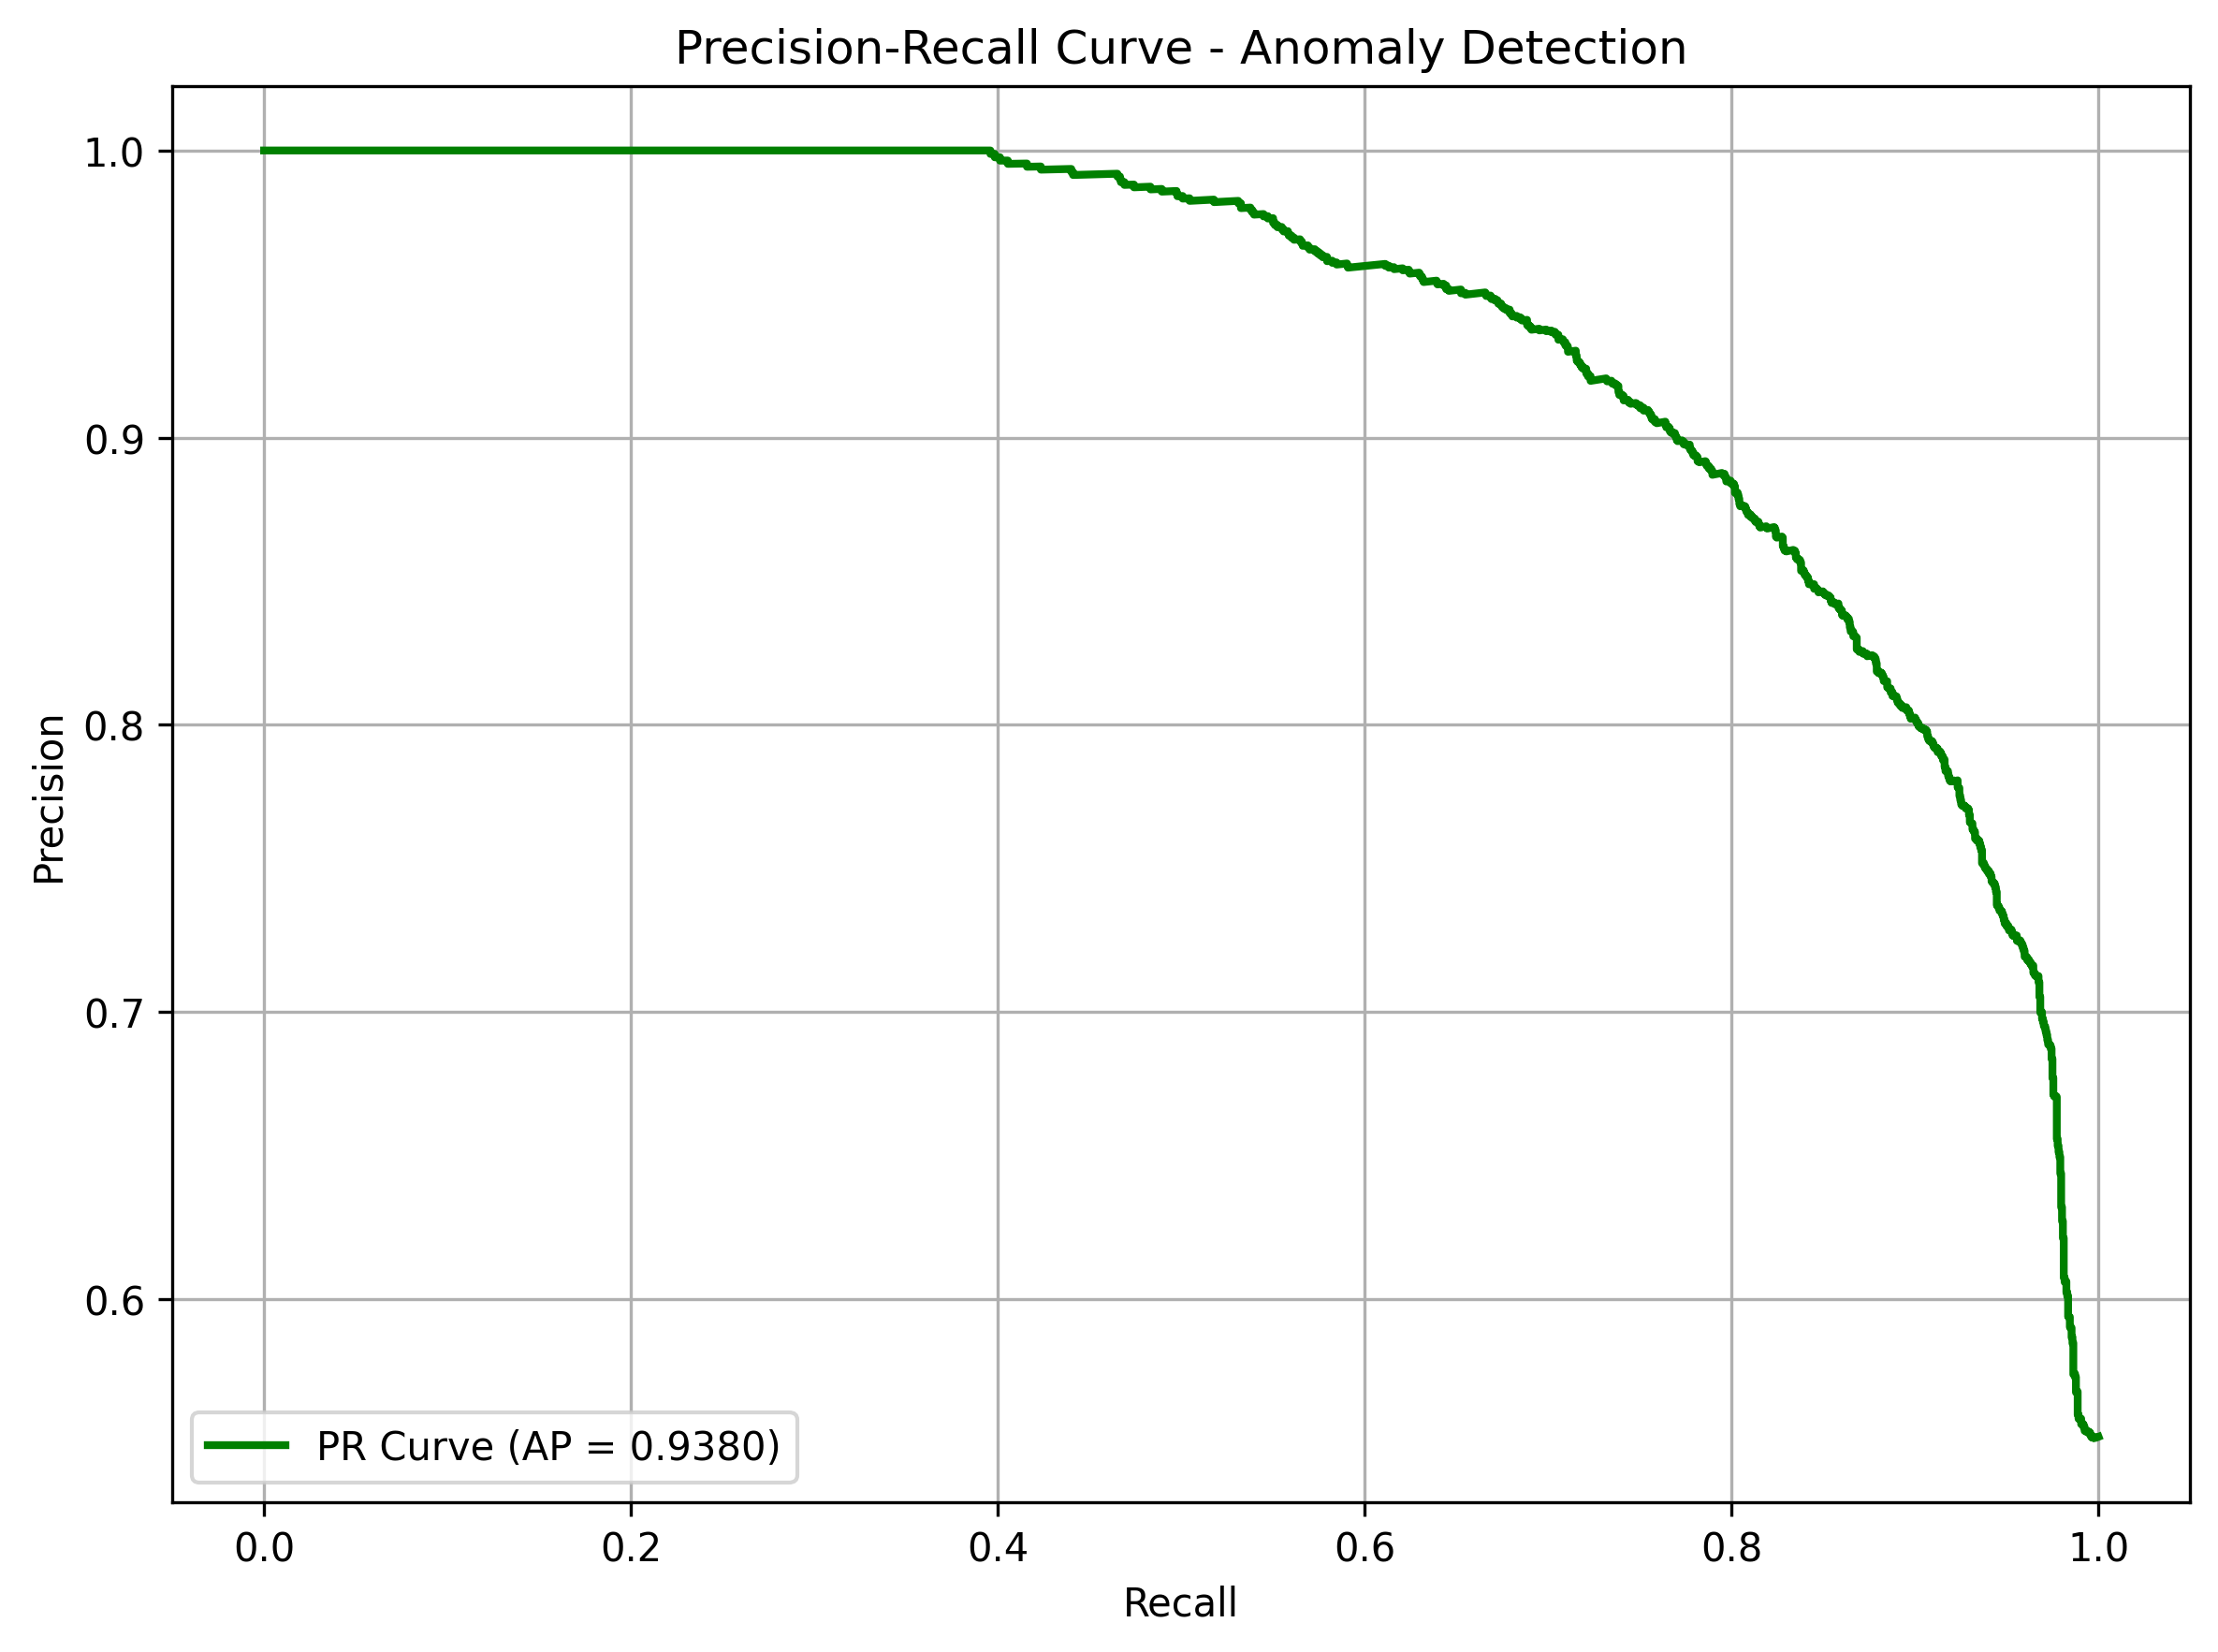 Precision-Recall Curve - Anomaly Detection
1.0
0.9
0.8
0.7
0.6
Precision
PR Curve (AP = 0.9380)
0.0 0.2 0.4 0.6 0.8 1.0
Recall